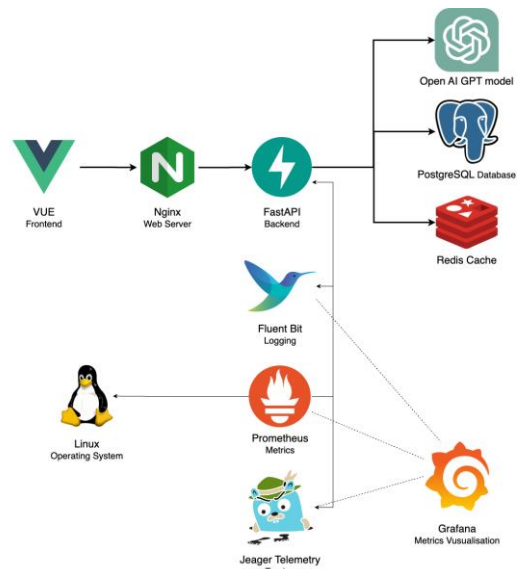 Open AI GPT model
PostgreSQL Database
VUE
Frontend
Nginx
Web Server
FastAPI
Backend
Redis Cache
Fluent Bit
Logging
Linux
Operating System
Prometheus
Metrics
Grafana
Metrics Vusualisation
Jeager Telemetry